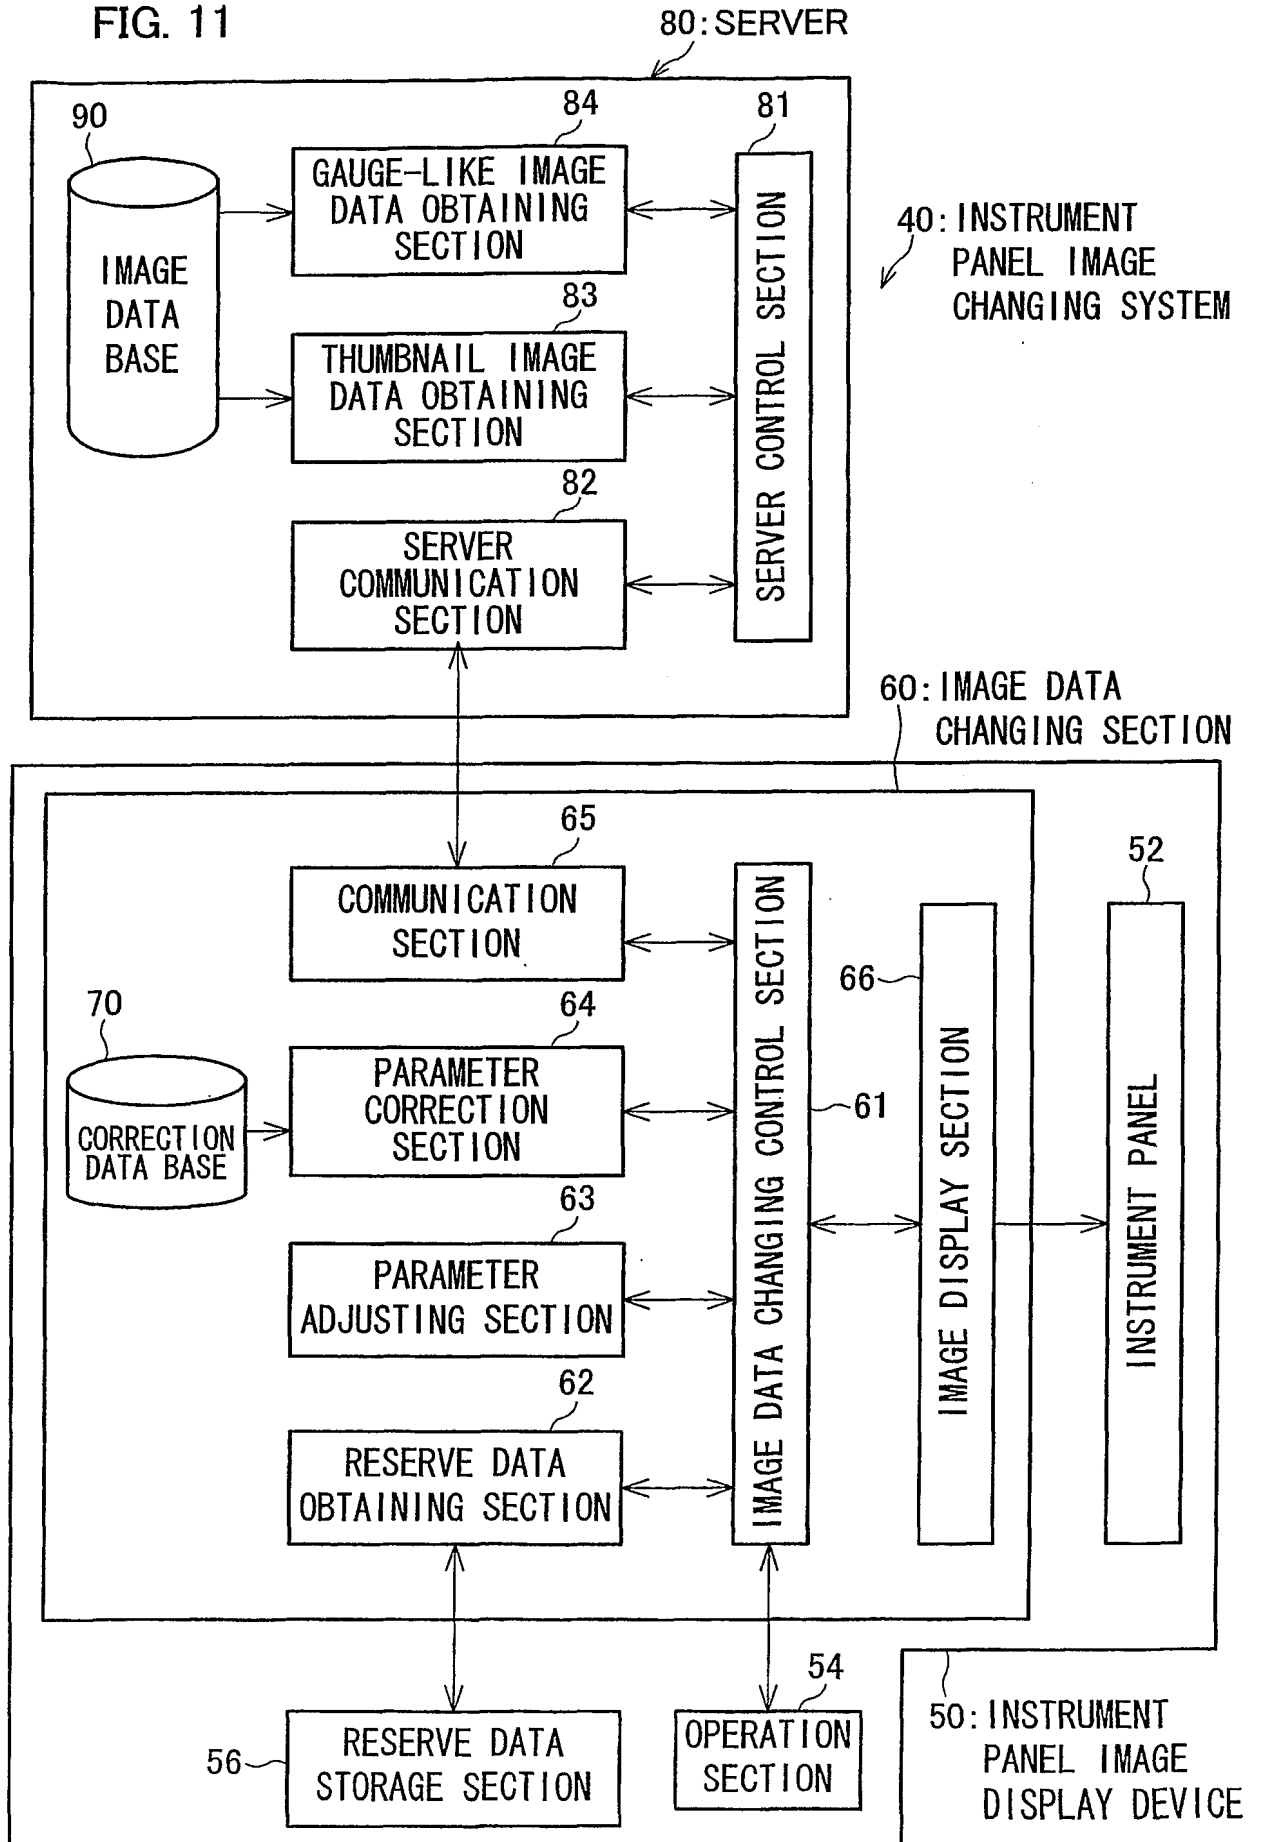 FIG. 11
80: SERVER
90
IMAGE
DATA
BASE
84
GAUGE-LIKE IMAGE
DATA OBTAINING
SECTION
83
THUMBNAIL IMAGE
DATA OBTAINING
SECTION
82
SERVER
COMMUNICATION
SECTION
81
SERVER CONTROL SECTION
40: INSTRUMENT
PANEL IMAGE
CHANGING SYSTEM
60: IMAGE DATA
CHANGING SECTION
65
COMMUNICATION
SECTION
70
CORRECTION
DATA BASE
64
PARAMETER
CORRECTION
SECTION
63
PARAMETER
ADJUSTING SECTION
62
RESERVE DATA
OBTAINING SECTION
IMAGE DATA CHANGING CONTROL SECTION
61
66
IMAGE DISPLAY SECTION
52
INSTRUMENT PANEL
56
RESERVE DATA
STORAGE SECTION
54
OPERATION
SECTION
50: INSTRUMENT
PANEL IMAGE
DISPLAY DEVICE